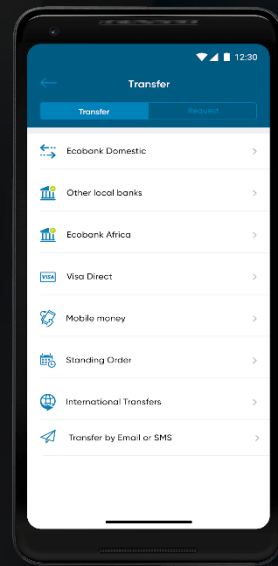 12:30
Transfer
Transfer
Request
Ecobank Domestic
Other local banks
Ecobank Africa
VISA
Visa Direct
Mobile money
Standing Order
International Transfers
Transfer by Email or SMS